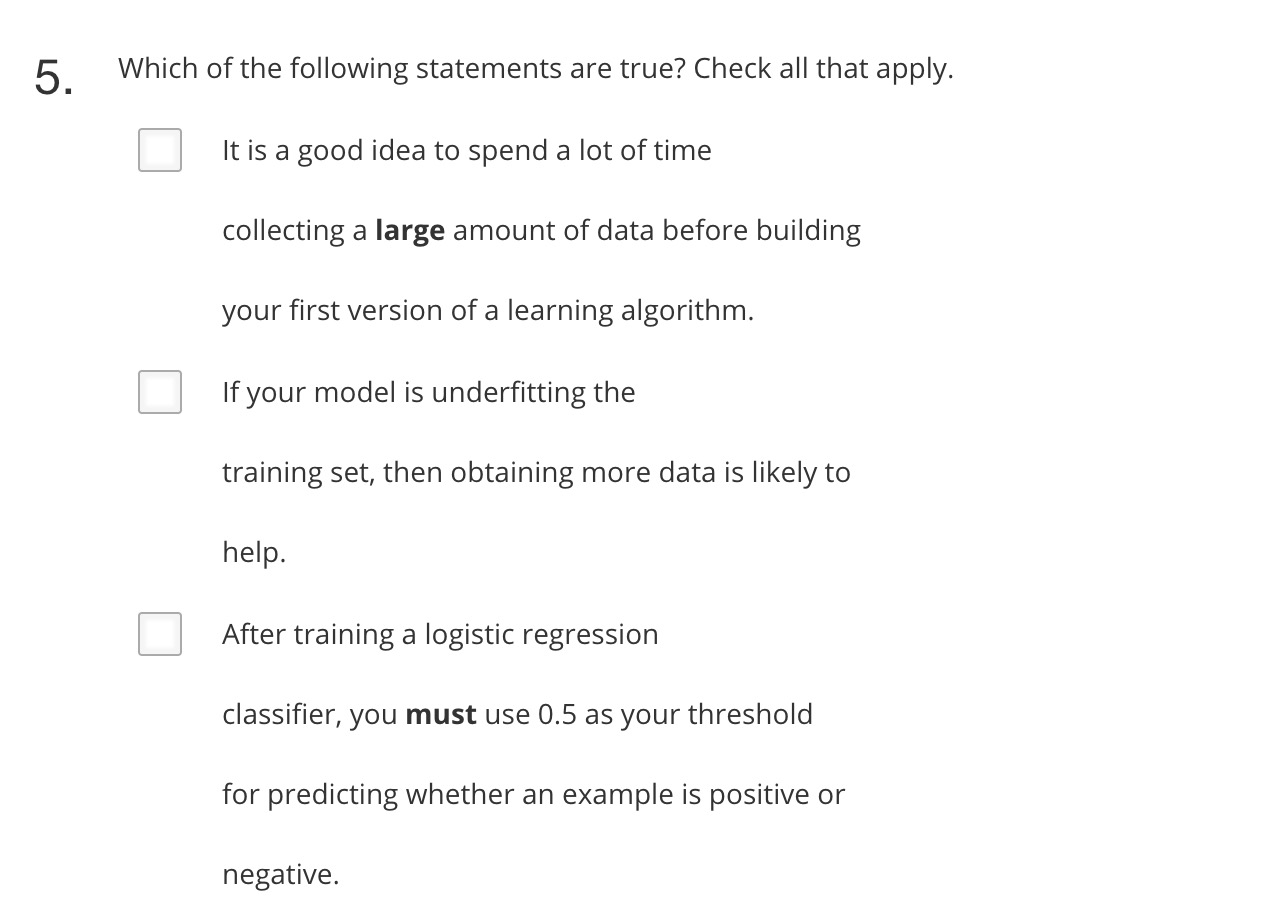 5. Which of the following statements are true? Check all that apply.
It is a good idea to spend a lot of time
collecting a large amount of data before building
your first version of a learning algorithm.
If your model is underfitting the
training set, then obtaining more data is likely to
help.
After training a logistic regression
classifier, you must use 0.5 as your threshold
for predicting whether an example is positive or
negative.